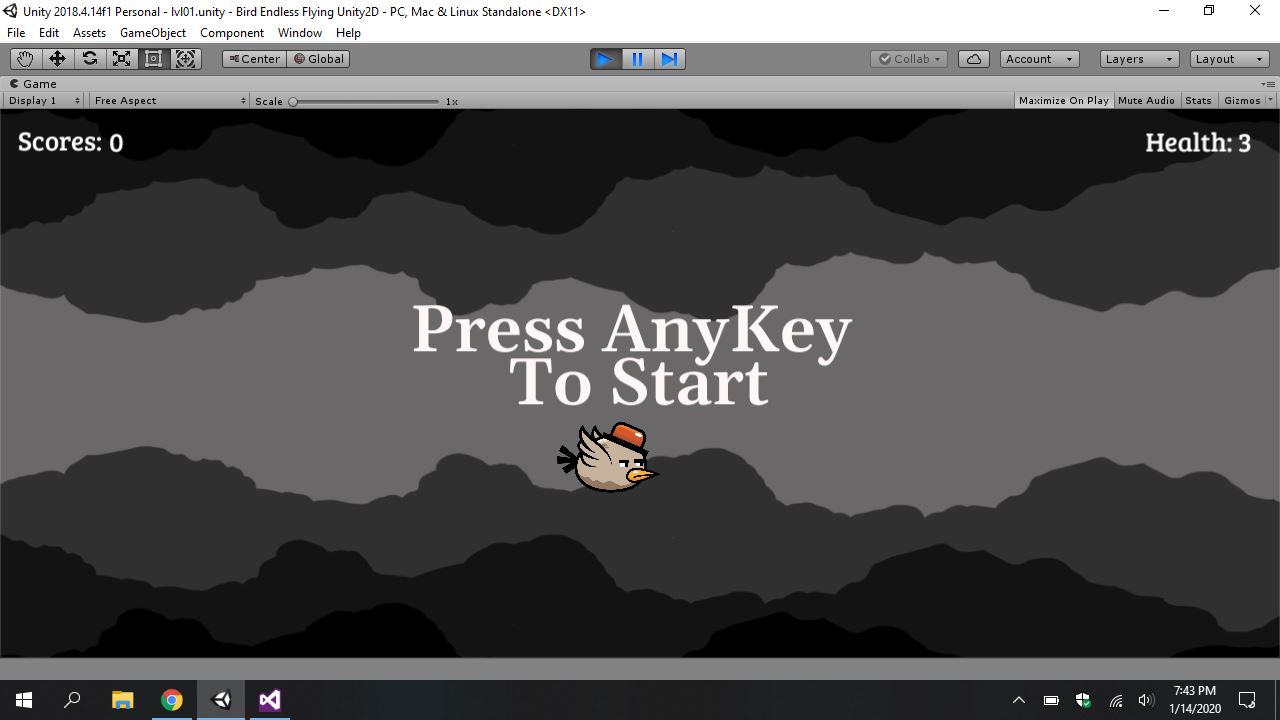 Unity 2018.4.14f1 Personal - lvl01.unity - Bird Endless Flying Unity2D - PC, Mac & Linux Standalone <DX11>
File Edit Assets GameObject Component Window Help
Center Global Collab Account Layers Layout
Game
Display 1 Free Aspect Scale 1x Maximize On Play Mute Audio Stats Gizmos
Scores: 0 Health: 3
Press AnyKey
To Start
7:43 PM
1/14/2020